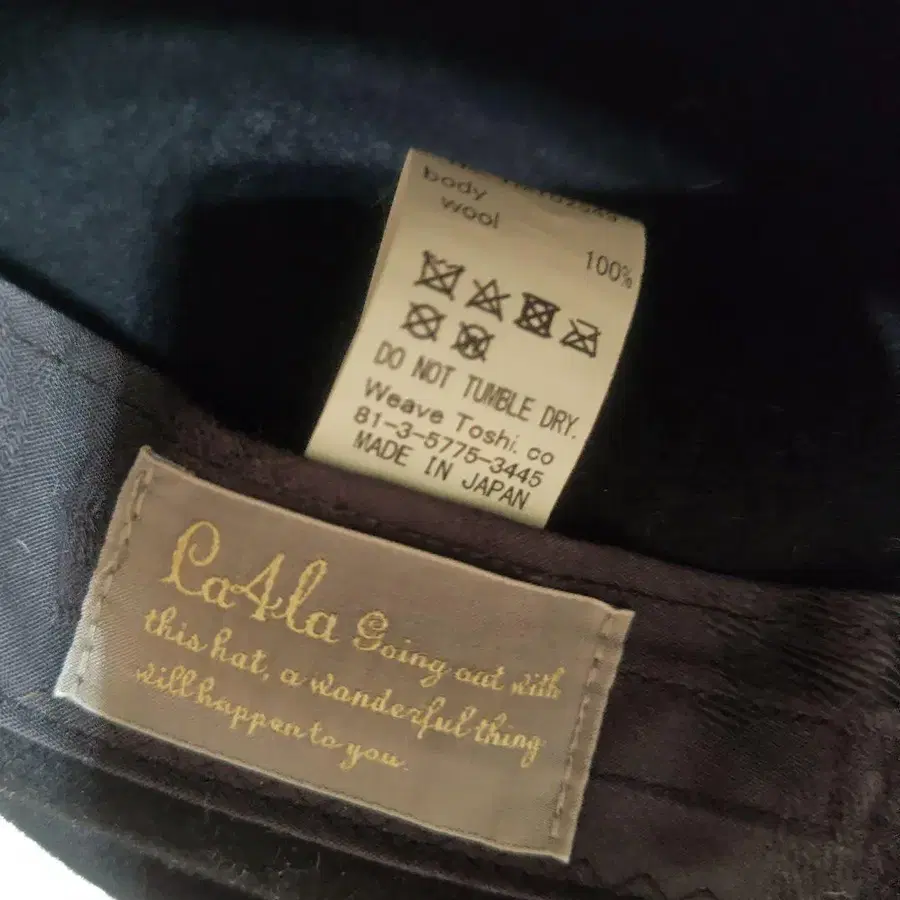 body
wool
100%
DO NOT TUMBLE DRY.
Weave Toshi. co
81-3-5775-3445
MADE IN JAPAN
Ca4la Going out with
this hat, a wanderful thing
will happen to you.